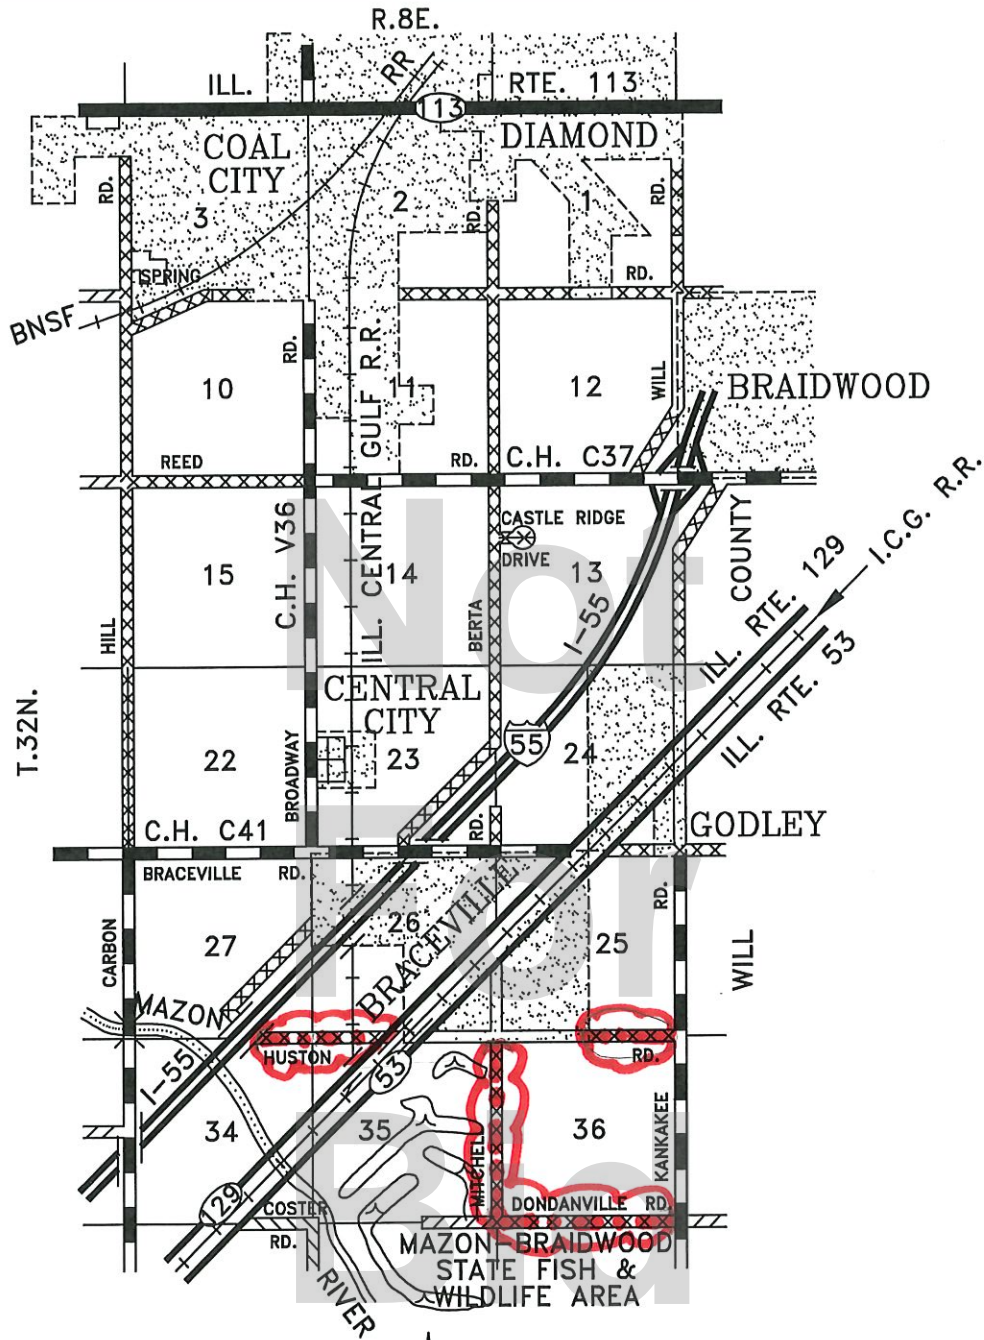 R.8E.
ILL.
RR
RTE. 113
113
COAL
CITY
DIAMOND
RD.
3
2
RD.
1
RD.
SPRING
RD.
BNSF
RD.
GULF R.R.
10
11
12
WILL
BRAIDWOOD
REED
RD.
C.H. C37
C.H. V36
CASTLE RIDGE
DRIVE
15
ILL. CENTRAL
14
13
COUNTY
ILL. RTE. 129
I.C.G. R.R.
HILL
BERTA
I-55
T.32N.
CENTRAL
CITY
ILL. RTE. 53
22
BROADWAY
23
55
24
C.H. C41
RD.
GODLEY
BRACEVILLE
RD.
RD.
CARBON
27
26
BRACEVILLE
25
WILL
MAZON
HUSTON
RD.
I-55
53
34
35
MITCHELL
36
KANKAKEE
129
COSTER
RD.
DONDANVILLE
RD.
MAZON-BRAIDWOOD
STATE FISH &
WILDLIFE AREA
RIVER
Not
For
Bid